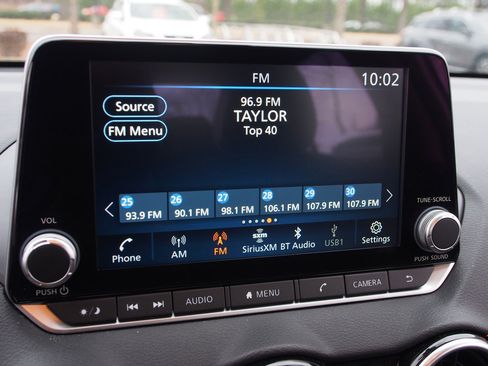 FM
10:02
Source
FM Menu
96.9 FM
TAYLOR
Top 40
25 26 27 28 29 30
93.9 FM 90.1 FM 98.1 FM 106.1 FM 107.9 FM 107.9 FM
Phone AM FM SiriusXM BT Audio USB1 Settings
sxm
VOL
PUSH
TUNE·SCROLL
PUSH SOUND
AUDIO MENU CAMERA